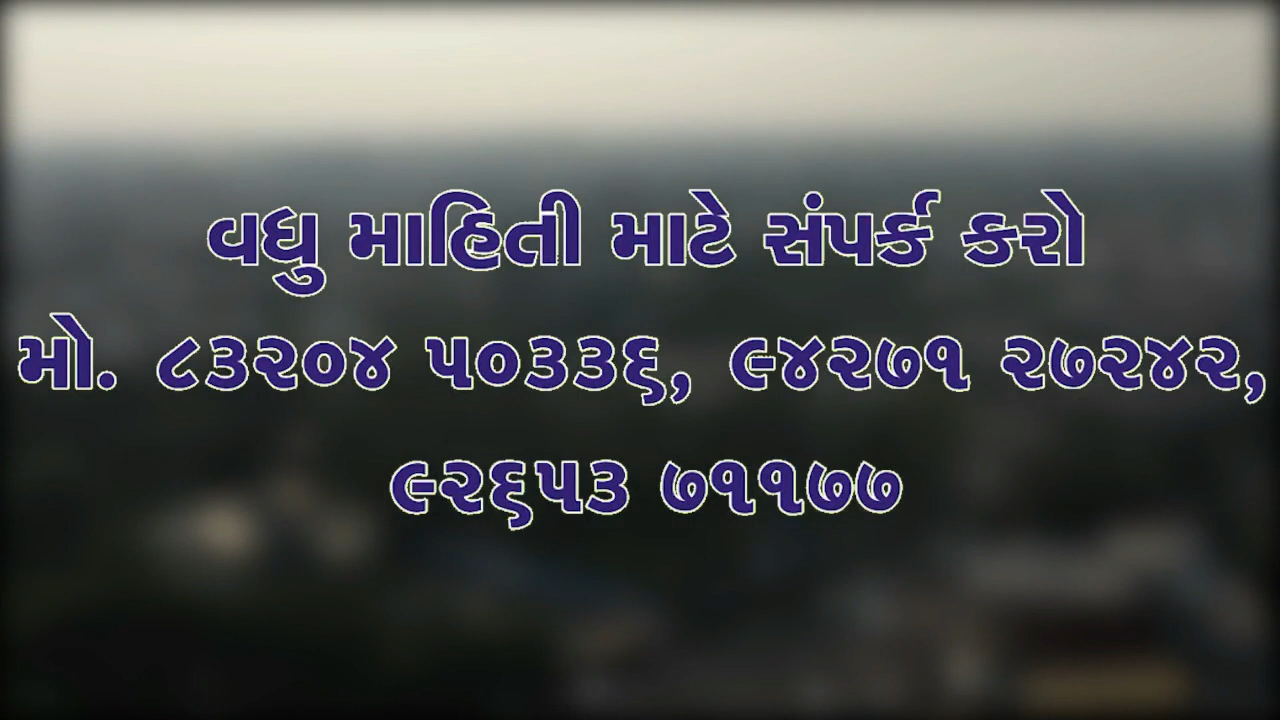 વધુ માહિતી માટે સંપર્ક કરો
મો. ૮૩૨૦૪ ૫૦૩૩૬, ૯૪૨૭૧ ૨૭૨૪૨,
૯૨૬૫૩ ૭૧૧૭૭